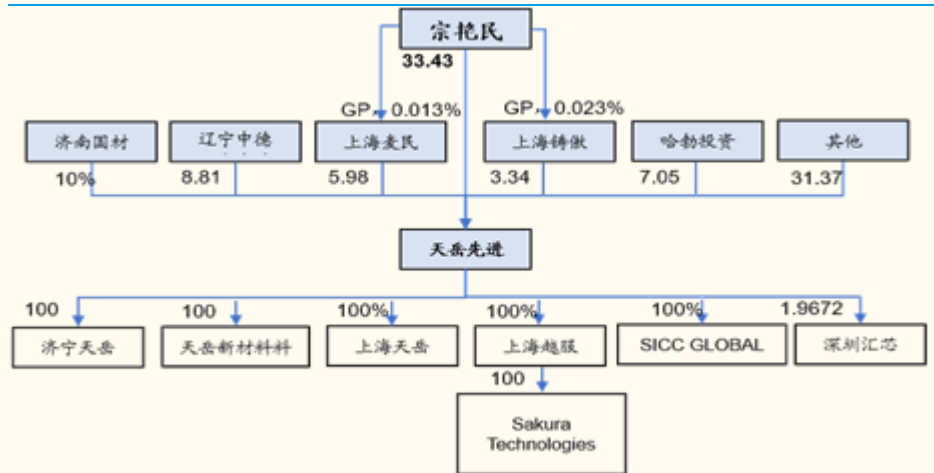 宗艳民
33.43
GP, 0.013%
GP, 0.023%
济南国材
辽宁中德
上海麦民
上海铸傲
哈勃投资
其他
10%
8.81
5.98
3.34
7.05
31.37
天岳先进
100
100
100%
100%
100%
1.9672
济宁天岳
天岳新材料科
上海天岳
上海越服
SICC GLOBAL
深圳汇芯
100
Sakura
Technologies